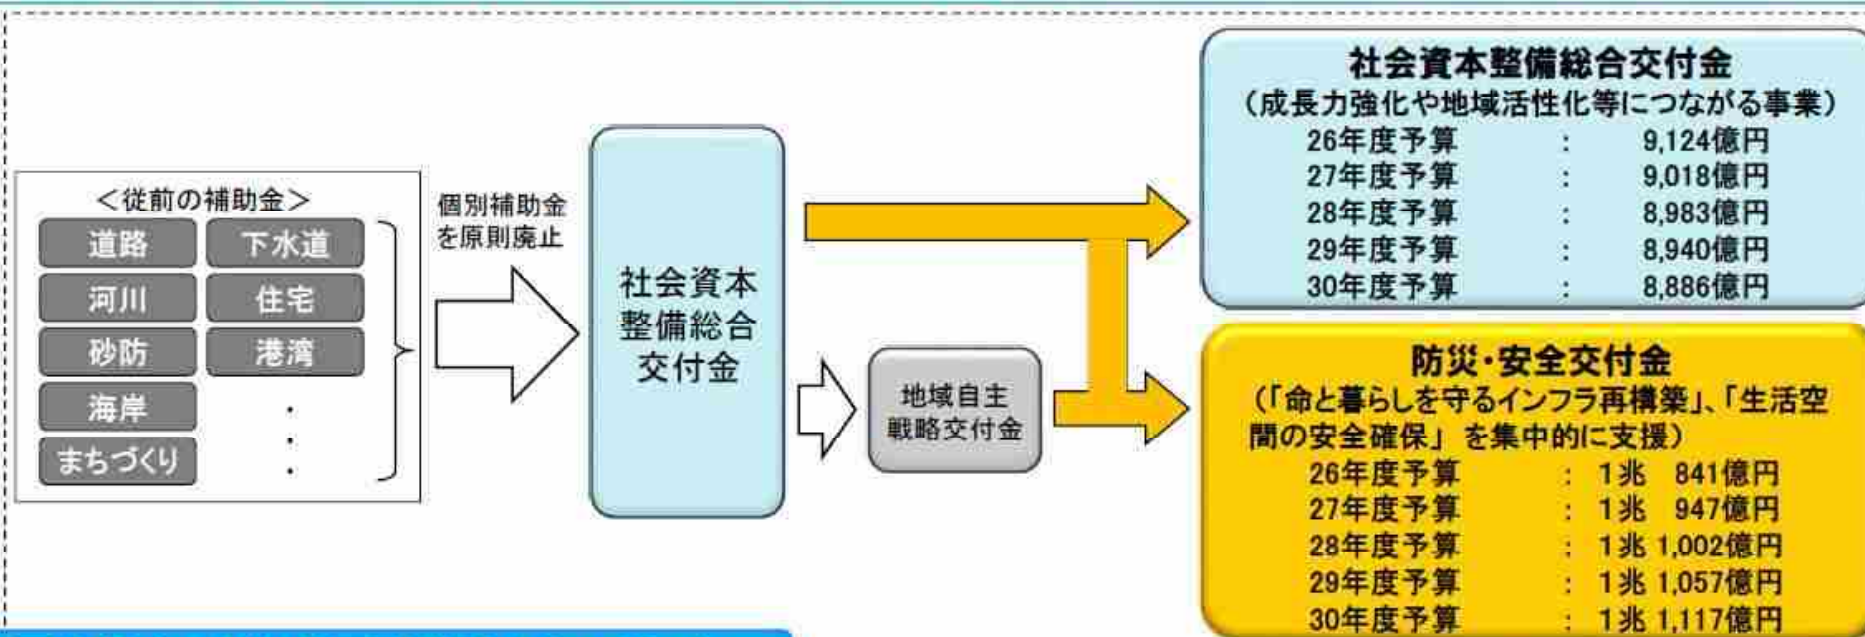 ＜従前の補助金＞
道路 下水道
河川 住宅
砂防 港湾
海岸 ・
まちづくり ・
・
個別補助金
を原則廃止
社会資本
整備総合
交付金
地域自主
戦略交付金
社会資本整備総合交付金
（成長力強化や地域活性化等につながる事業）
26年度予算 ： 9,124億円
27年度予算 ： 9,018億円
28年度予算 ： 8,983億円
29年度予算 ： 8,940億円
30年度予算 ： 8,886億円
防災・安全交付金
（「命と暮らしを守るインフラ再構築」、「生活空
間の安全確保」 を集中的に支援）
26年度予算 ： 1兆 841億円
27年度予算 ： 1兆 947億円
28年度予算 ： 1兆 1,002億円
29年度予算 ： 1兆 1,057億円
30年度予算 ： 1兆 1,117億円